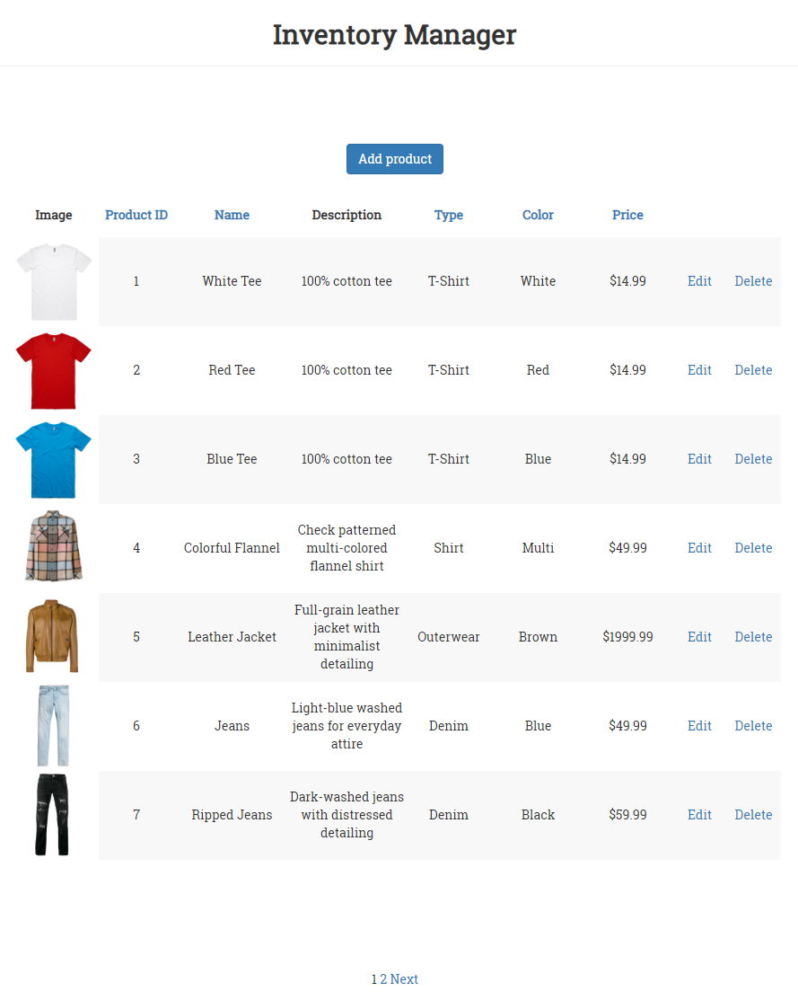 Inventory Manager
Add product
Image Product ID Name Description Type Color Price
1 White Tee 100% cotton tee T-Shirt White $14.99 Edit Delete
2 Red Tee 100% cotton tee T-Shirt Red $14.99 Edit Delete
3 Blue Tee 100% cotton tee T-Shirt Blue $14.99 Edit Delete
Check patterned
4 Colorful Flannel multi-colored Shirt Multi $49.99 Edit Delete
flannel shirt
Full-grain leather
jacket with
5 Leather Jacket Outerwear Brown $1999.99 Edit Delete
minimalist
detailing
Light-blue washed
6 Jeans jeans for everyday Denim Blue $49.99 Edit Delete
attire
Dark-washed jeans
7 Ripped Jeans with distressed Denim Black $59.99 Edit Delete
detailing
1 2 Next